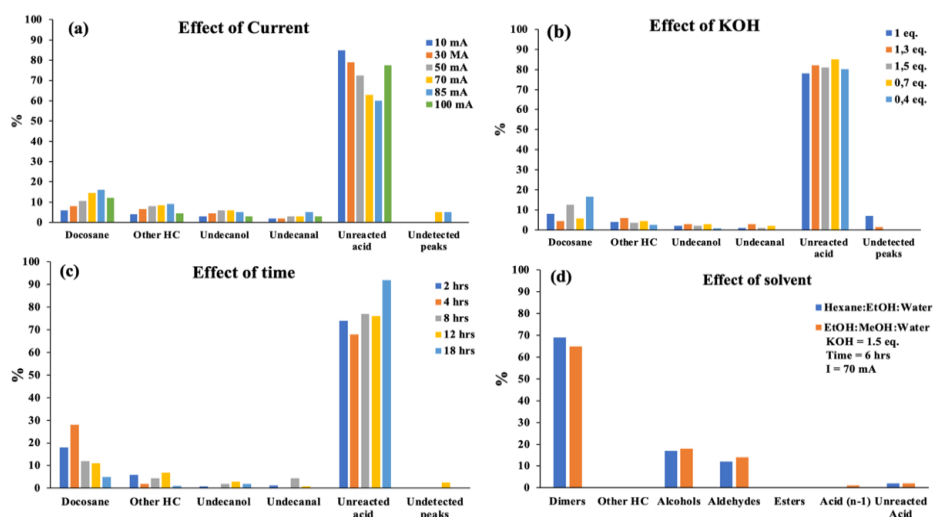 (a)
Effect of Current
10 mA
30 MA
50 mA
70 mA
85 mA
100 mA
%
100
90
80
70
60
50
40
30
20
10
0
Docosane
Other HC
Undecanol
Undecanal
Unreacted
acid
Undetected
peaks
(b)
Effect of KOH
1 eq.
1,3 eq.
1,5 eq.
0,7 eq.
0,4 eq.
%
100
90
80
70
60
50
40
30
20
10
0
Docosane
Other HC
Undecanol
Undecanal
Unreacted
acid
Undetected
peaks
(c)
Effect of time
2 hrs
4 hrs
8 hrs
12 hrs
18 hrs
%
100
90
80
70
60
50
40
30
20
10
0
Docosane
Other HC
Undecanol
Undecanal
Unreacted
acid
Undetected
peaks
(d)
Effect of solvent
Hexane:EtOH:Water
EtOH:MeOH:Water
KOH = 1.5 eq.
Time = 6 hrs
I = 70 mA
%
100
90
80
70
60
50
40
30
20
10
0
Dimers
Other HC
Alcohols
Aldehydes
Esters
Acid (n-1)
Unreacted
Acid